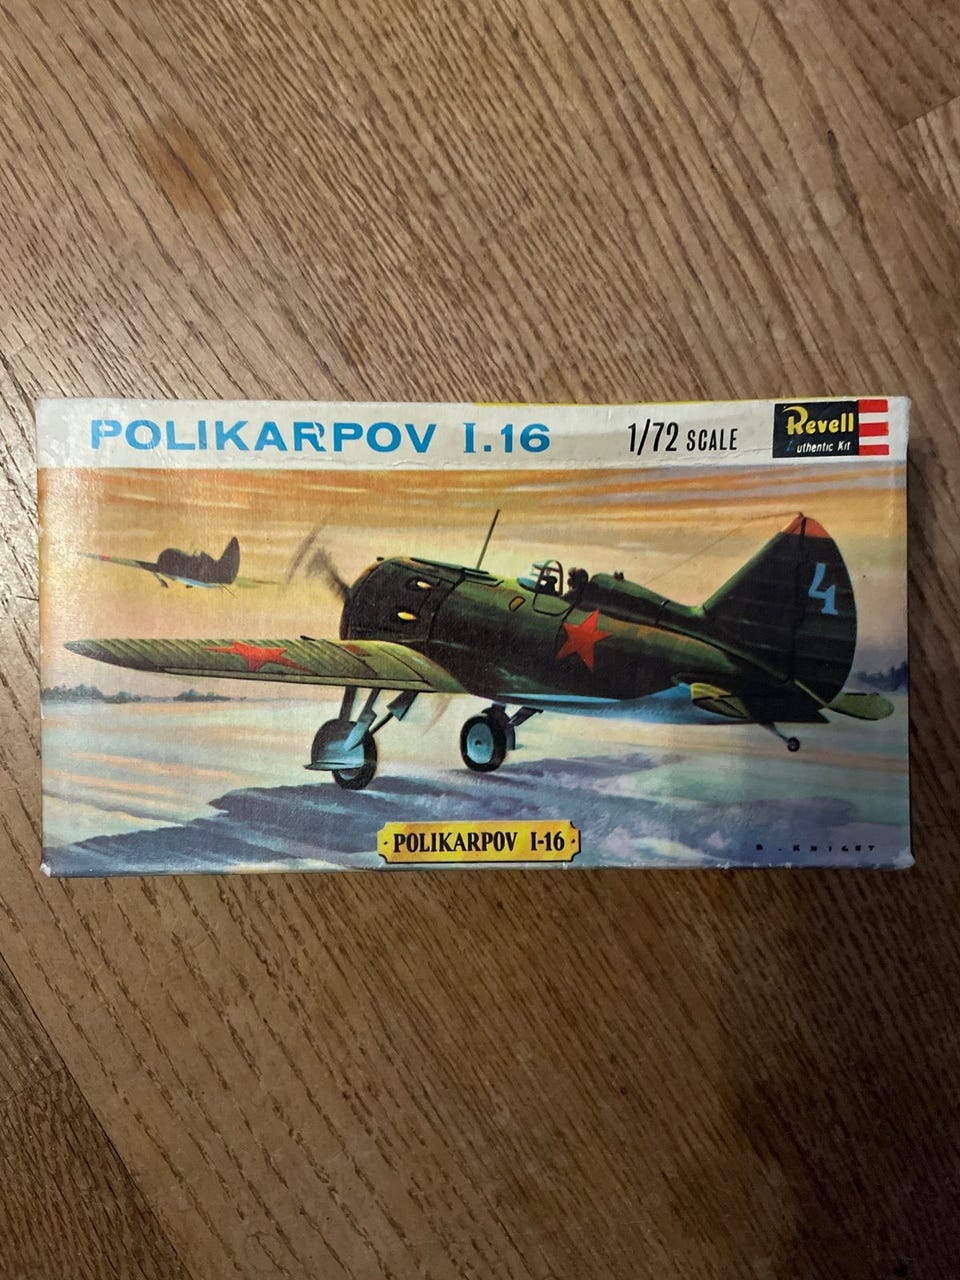 POLIKARPOV I.16
1/72 SCALE
Revell
Authentic Kit
4
· POLIKARPOV I-16 ·
KNIGHT